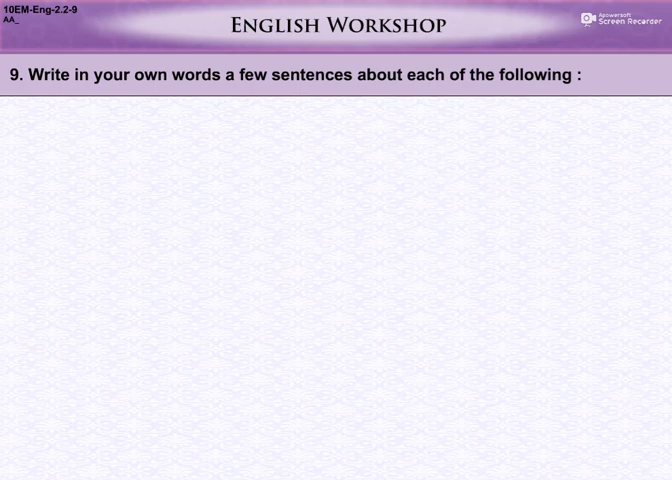 10EM-Eng-2.2-9
AA_
ENGLISH WORKSHOP
Apowersoft
Screen Recorder
9. Write in your own words a few sentences about each of the following :